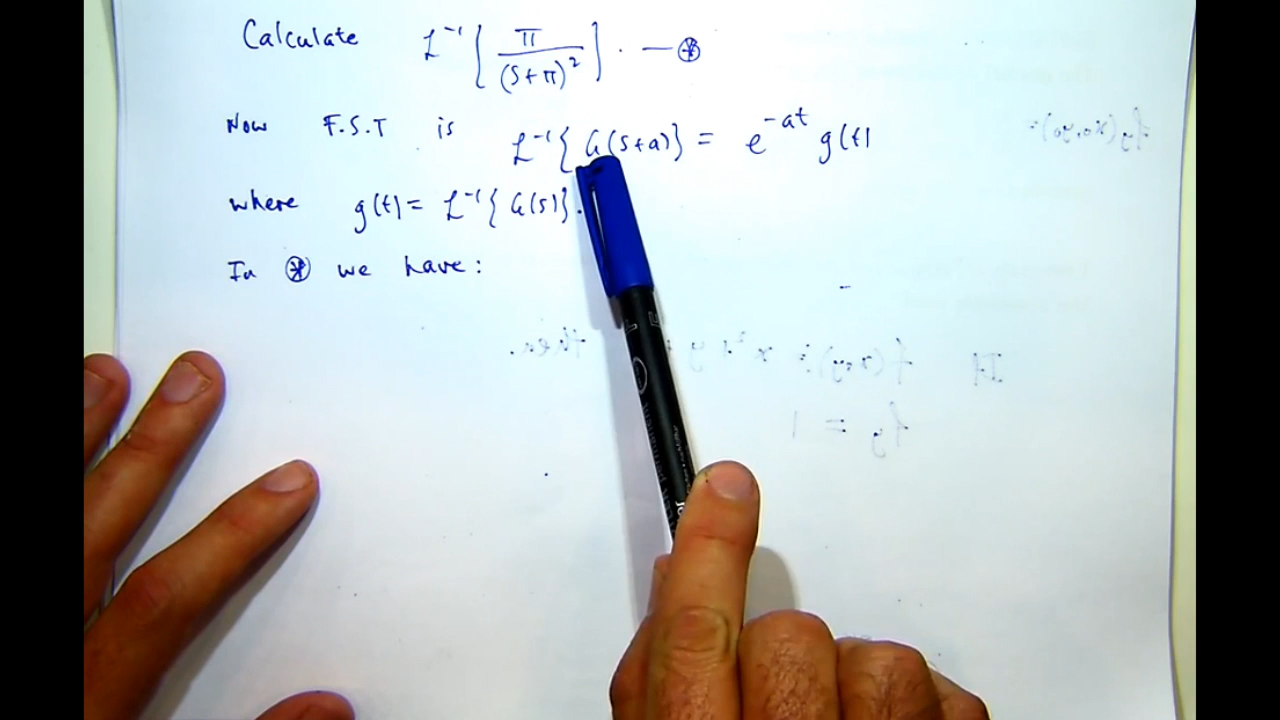 Calculate ℒ⁻¹{ π / (s+π)² }. — ⊛
Now F.S.T is ℒ⁻¹{ G(s+a)} = e^{-at} g(t)
where g(t) = ℒ⁻¹{ G(s)}.
In ⊛ we have: